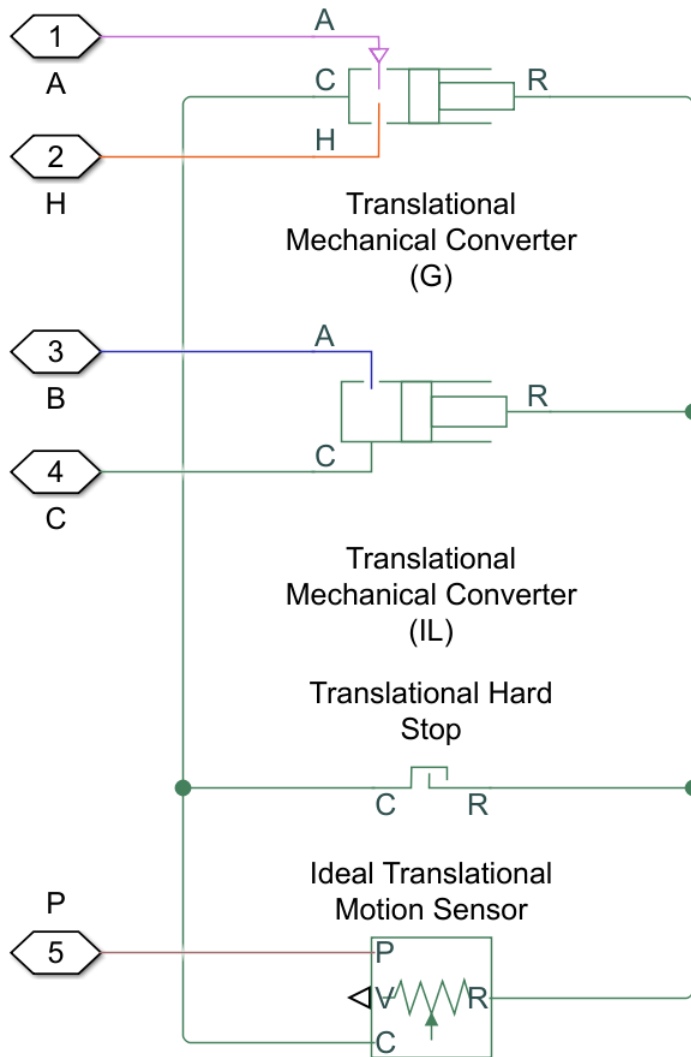 1
A
A
C
R
2
H
H
Translational
Mechanical Converter
(G)
3
B
A
R
4
C
C
Translational
Mechanical Converter
(IL)
Translational Hard
Stop
C
R
Ideal Translational
Motion Sensor
P
5
P
V
R
C